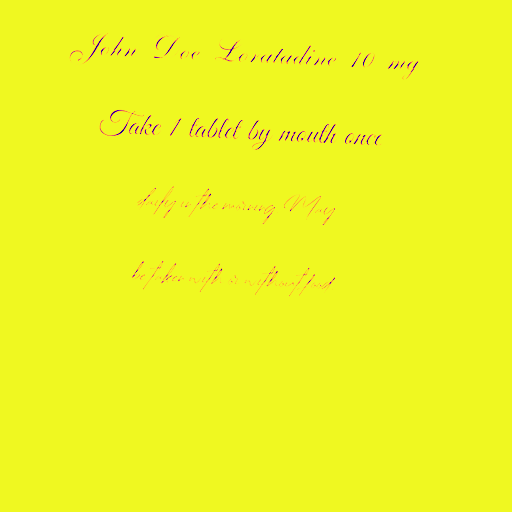 John Doe Loratadine 10 mg
Take 1 tablet by mouth once
daily in the morning May
be taken with or without food